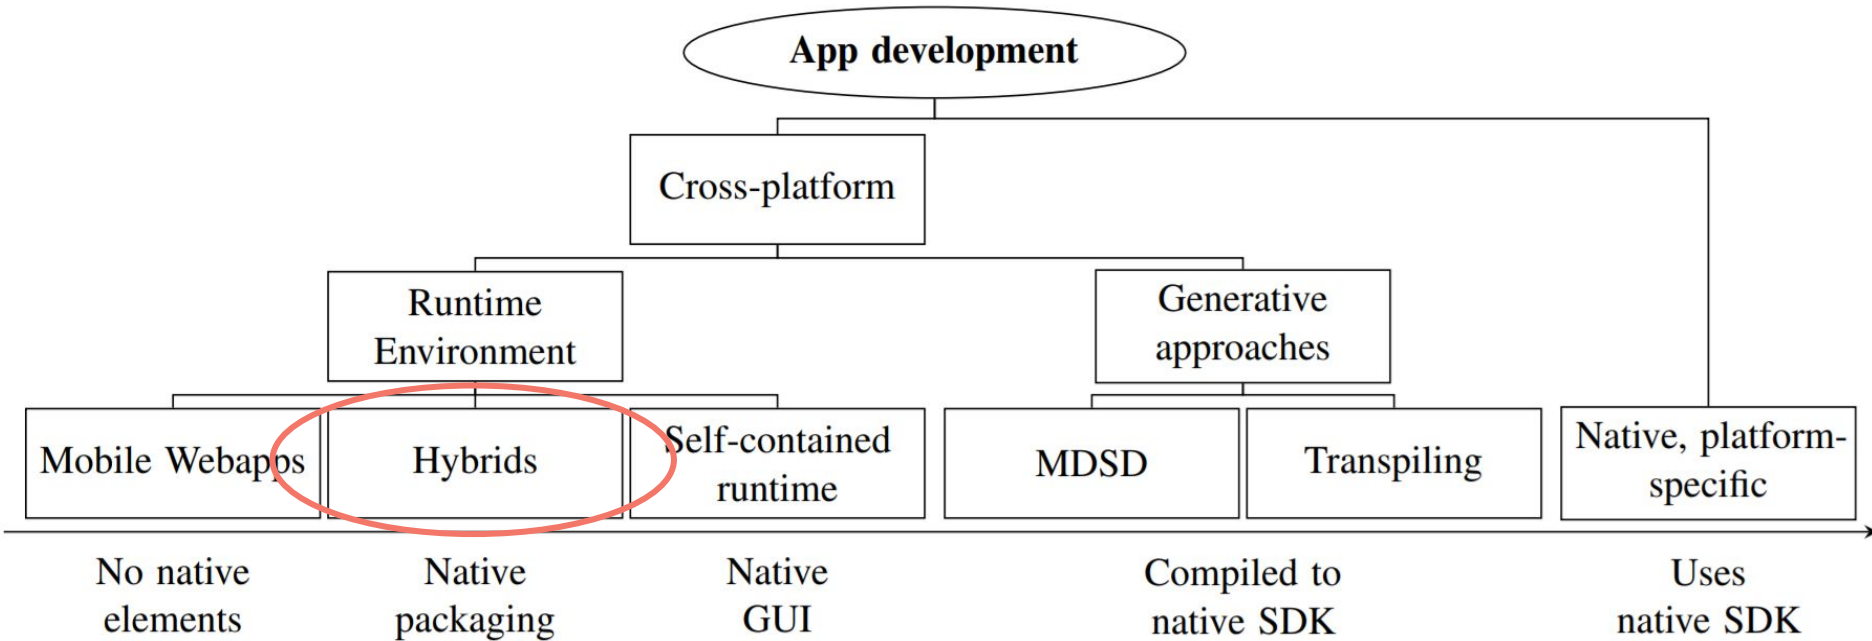 App development
Cross-platform
Runtime
Environment
Generative
approaches
Mobile Webapps
Hybrids
Self-contained
runtime
MDSD
Transpiling
Native, platform-
specific
No native
elements
Native
packaging
Native
GUI
Compiled to
native SDK
Uses
native SDK